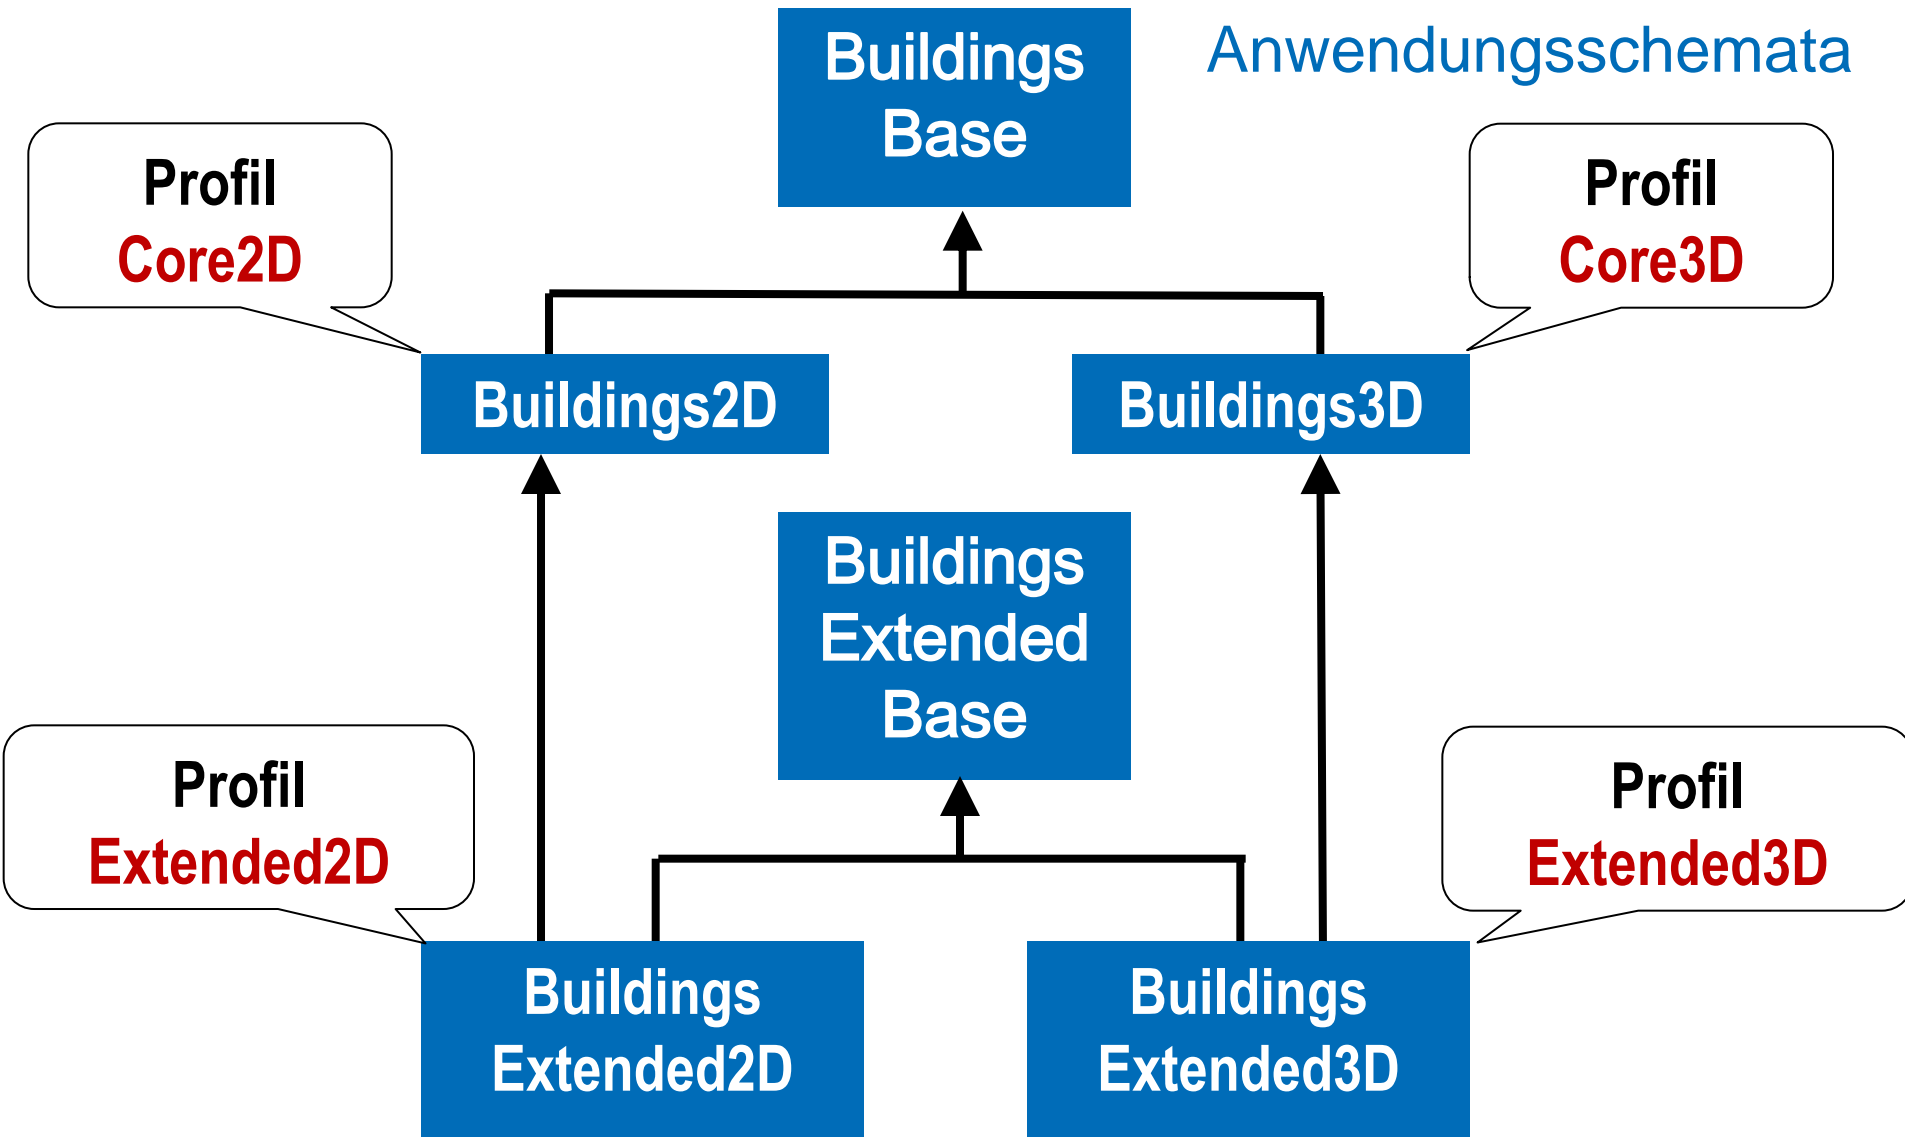 Buildings
Base
Anwendungsschemata
Profil
Core2D
Profil
Core3D
Buildings2D
Buildings3D
Buildings
Extended
Base
Profil
Extended2D
Profil
Extended3D
Buildings
Extended2D
Buildings
Extended3D